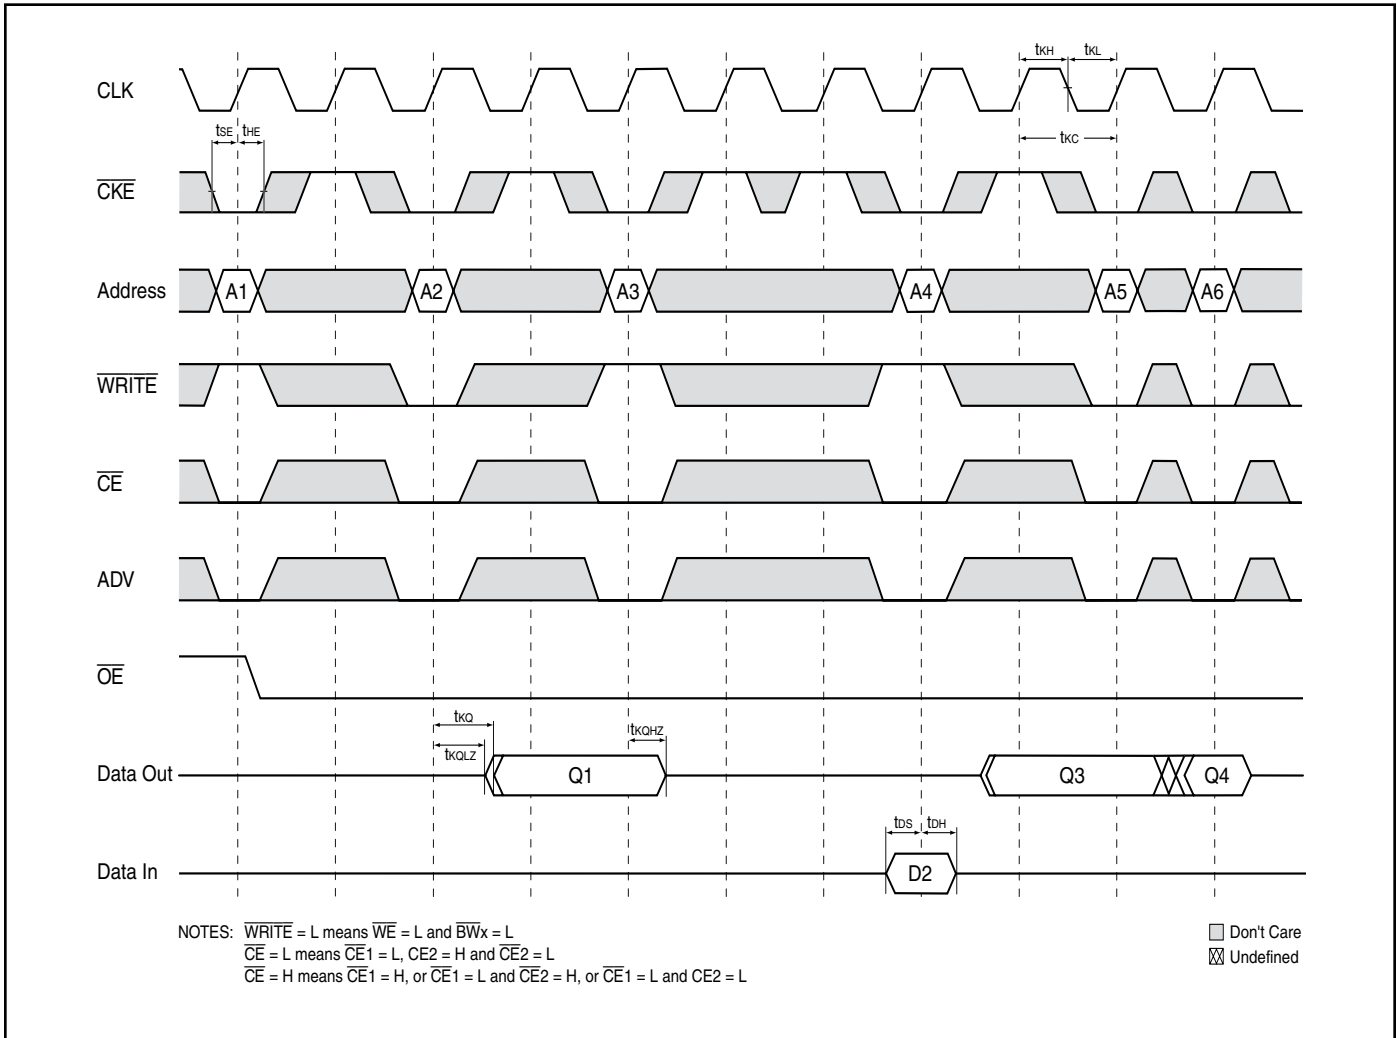 tKH tKL
CLK
tSE tHE
tKC
CKE
Address A1 A2 A3 A4 A5 A6
WRITE
CE
ADV
OE
tKQ
tKQLZ
tKQHZ
Data Out Q1 Q3 Q4
tDS tDH
Data In D2
NOTES: WRITE = L means WE = L and BWx = L
CE = L means CE1 = L, CE2 = H and CE2 = L
CE = H means CE1 = H, or CE1 = L and CE2 = H, or CE1 = L and CE2 = L
Don't Care
Undefined